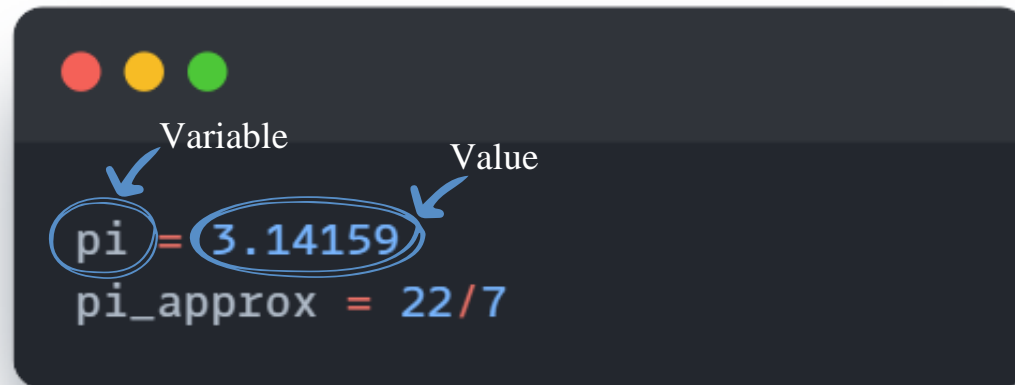 Variable
Value
pi = 3.14159
pi_approx = 22/7